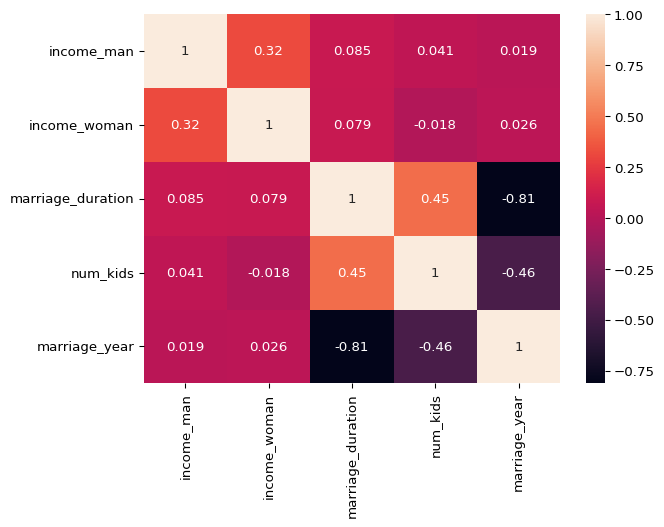 income_man 1 0.32 0.085 0.041 0.019
income_woman 0.32 1 0.079 -0.018 0.026
marriage_duration 0.085 0.079 1 0.45 -0.81
num_kids 0.041 -0.018 0.45 1 -0.46
marriage_year 0.019 0.026 -0.81 -0.46 1
income_man
income_woman
marriage_duration
num_kids
marriage_year
1.00
0.75
0.50
0.25
0.00
−0.25
−0.50
−0.75